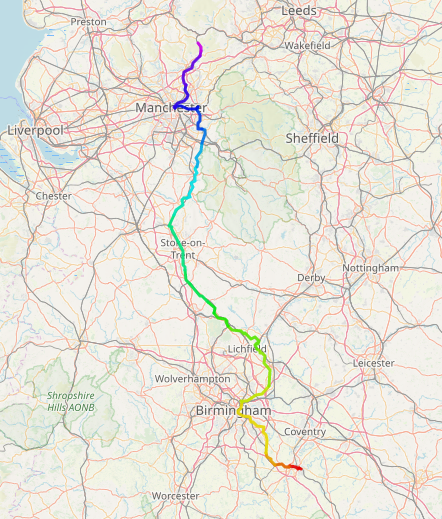 Preston
Leeds
Wakefield
Manchester
Liverpool
Sheffield
Chester
Stoke-on-
Trent
Derby
Nottingham
Lichfield
Leicester
Wolverhampton
Shropshire
Hills AONB
Birmingham
Coventry
Worcester